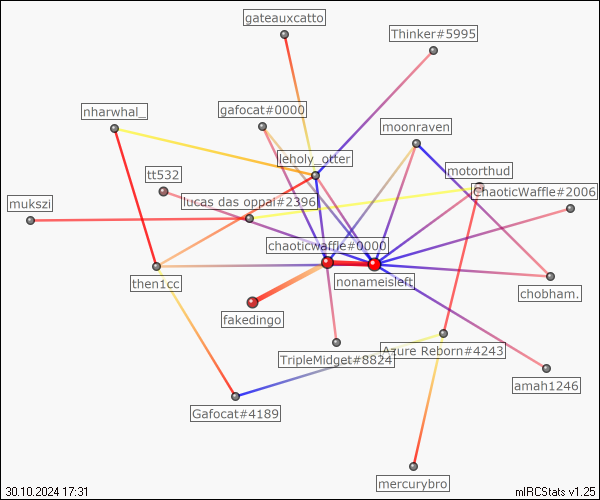 gateauxcatto
Thinker#5995
gafocat#0000
nharwhal_
moonraven
leholy_otter
tt532
motorthud
ChaoticWaffle#2006
mukszi
lucas das oppai#2396
chaoticwaffle#0000
then1cc
nonameisleft
chobham.
fakedingo
TripleMidget#8824
Azure Reborn#4243
amah1246
Gafocat#4189
mercurybro
30.10.2024 17:31
mIRCStats v1.25